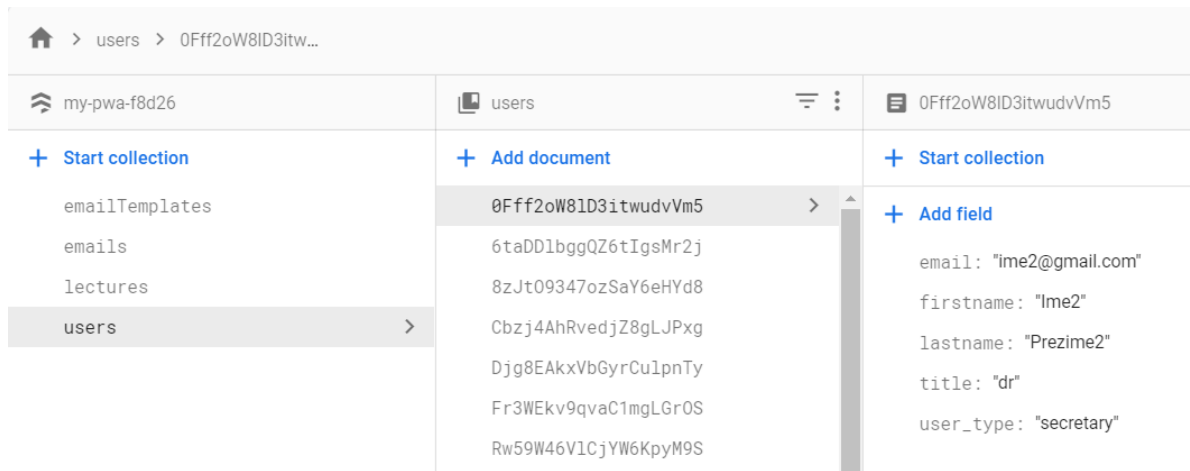 users > 0Fff2oW8lD3itw...
my-pwa-f8d26
users
0Fff2oW8lD3itwudvVm5
+ Start collection
+ Add document
+ Start collection
emailTemplates
emails
lectures
users
0Fff2oW8lD3itwudvVm5
6taDDlbggQZ6tIgsMr2j
8zJtO9347ozSaY6eHYd8
Cbzj4AhRvedjZ8gLJPxg
Djg8EAkxVbGyrCulpnTy
Fr3WEkv9qvaC1mgLGrOS
Rw59W46VlCjYW6KpyM9S
+ Add field
email: "ime2@gmail.com"
firstname: "Ime2"
lastname: "Prezime2"
title: "dr"
user_type: "secretary"